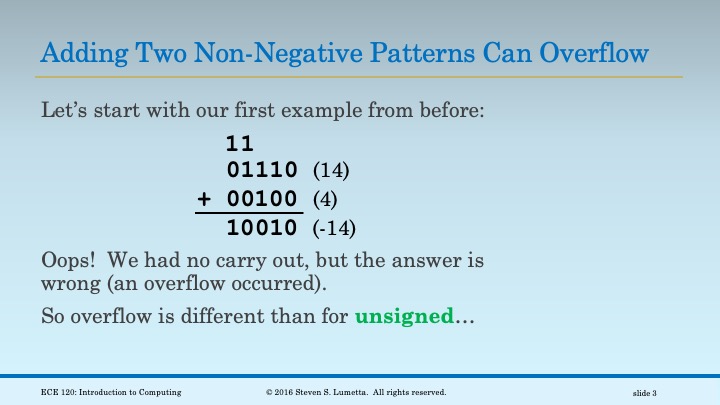 Adding Two Non-Negative Patterns Can Overflow
Let's start with our first example from before:
11
01110 (14)
+ 00100 (4)
10010 (-14)
Oops!  We had no carry out, but the answer is
wrong (an overflow occurred).
So overflow is different than for unsigned…
ECE 120: Introduction to Computing
© 2016 Steven S. Lumetta.  All rights reserved.
slide 3